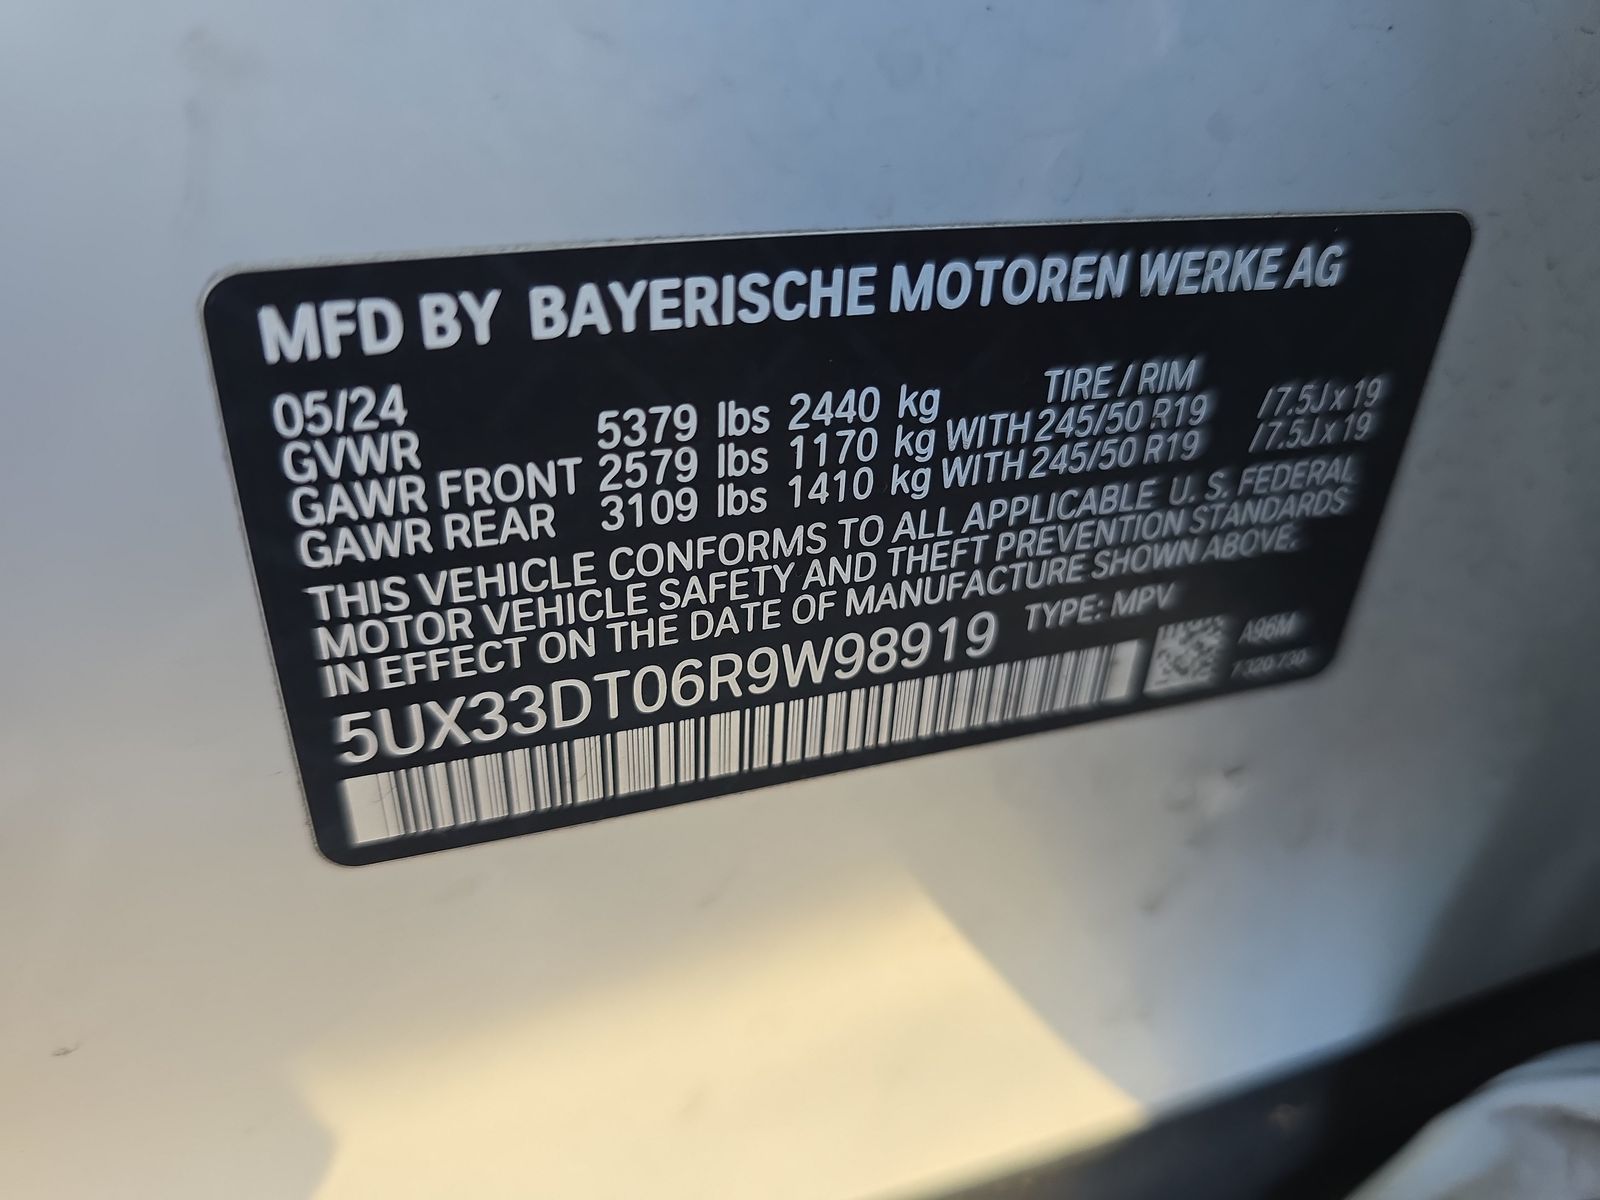 MFD BY BAYERISCHE MOTOREN WERKE AG
05/24 TIRE / RIM
GVWR 5379 lbs 2440 kg
GAWR FRONT 2579 lbs 1170 kg WITH 245/50 R19 / 7.5J x 19
GAWR REAR 3109 lbs 1410 kg WITH 245/50 R19 / 7.5J x 19
THIS VEHICLE CONFORMS TO ALL APPLICABLE U. S. FEDERAL
MOTOR VEHICLE SAFETY AND THEFT PREVENTION STANDARDS
IN EFFECT ON THE DATE OF MANUFACTURE SHOWN ABOVE.
5UX33DT06R9W98919 TYPE: MPV
A96M